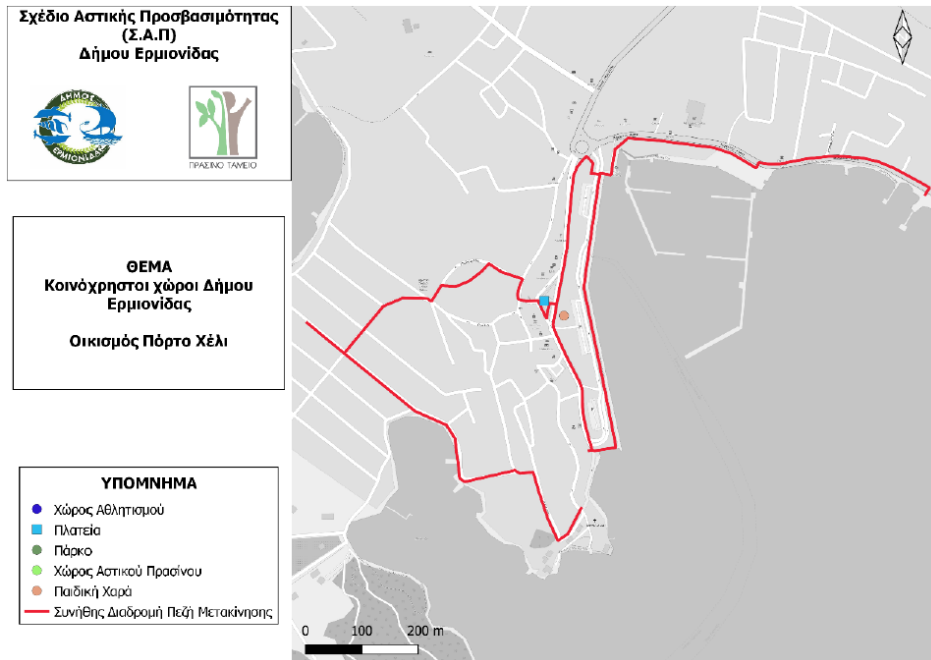 Σχέδιο Αστικής Προσβασιμότητας
(Σ.Α.Π)
Δήμου Ερμιονίδας
ΔΗΜΟΣ
ΕΡΜΙΟΝΙΔΑΣ
ΠΡΑΣΙΝΟ ΤΑΜΕΙΟ
ΘΕΜΑ
Κοινόχρηστοι χώροι Δήμου
Ερμιονίδας
Οικισμός Πόρτο Χέλι
ΥΠΟΜΝΗΜΑ
Χώρος Αθλητισμού
Πλατεία
Πάρκο
Χώρος Αστικού Πρασίνου
Παιδική Χαρά
Συνήθης Διαδρομή Πεζή Μετακίνησης
0 100 200 m